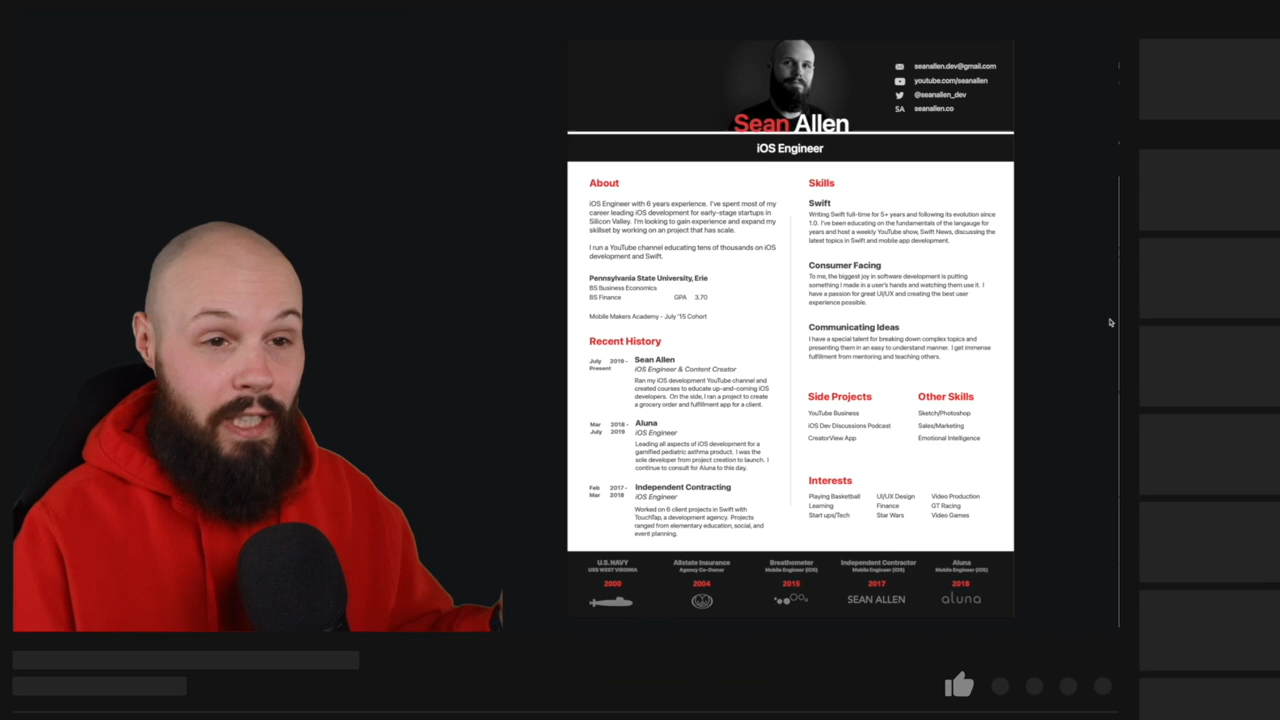 seanallen.dev@gmail.com
youtube.com/seanallen
@seanallen_dev
SA seanallen.co
Sean Allen
iOS Engineer
About
iOS Engineer with 6 years experience. I've spent most of my
career leading iOS development for early-stage startups in
Silicon Valley. I'm looking to gain experience and expand my
skillset by working on an project that has scale.
I run a YouTube channel educating tens of thousands on iOS
development and Swift.
Pennsylvania State University, Erie
BS Business Economics
BS Finance GPA 3.70
Mobile Makers Academy - July '15 Cohort
Recent History
July 2019 -
Present
Sean Allen
iOS Engineer & Content Creator
Ran my iOS development YouTube channel and
created courses to educate up-and-coming iOS
developers. On the side, I ran a project to create
a grocery order and fulfillment app for a client.
Mar 2018 -
July 2019
Aluna
iOS Engineer
Leading all aspects of iOS development for a
gamified pediatric asthma product. I was the
sole developer from project creation to launch. I
continue to consult for Aluna to this day.
Feb 2017 -
Mar 2018
Independent Contracting
iOS Engineer
Worked on 6 client projects in Swift with
TouchTap, a development agency. Projects
ranged from elementary education, social, and
event planning.
Skills
Swift
Writing Swift full-time for 5+ years and following its evolution since
1.0. I've been educating on the fundamentals of the langauge for
years and host a weekly YouTube show, Swift News, discussing the
latest topics in Swift and mobile app development.
Consumer Facing
To me, the biggest joy in software development is putting
something I made in a user's hands and watching them use it. I
have a passion for great UI/UX and creating the best user
experience possible.
Communicating Ideas
I have a special talent for breaking down complex topics and
presenting them in an easy to understand manner. I get immense
fulfillment from mentoring and teaching others.
Side Projects
YouTube Business
iOS Dev Discussions Podcast
CreatorView App
Other Skills
Sketch/Photoshop
Sales/Marketing
Emotional Intelligence
Interests
Playing Basketball UI/UX Design Video Production
Learning Finance GT Racing
Start ups/Tech Star Wars Video Games
U.S. NAVY
USS WEST VIRGINIA
2000
Allstate Insurance
Agency Co-Owner
2004
Breathometer
Mobile Engineer (iOS)
2015
Independent Contractor
Mobile Engineer (iOS)
2017
SEAN ALLEN
Aluna
Mobile Engineer (iOS)
2018
aluna